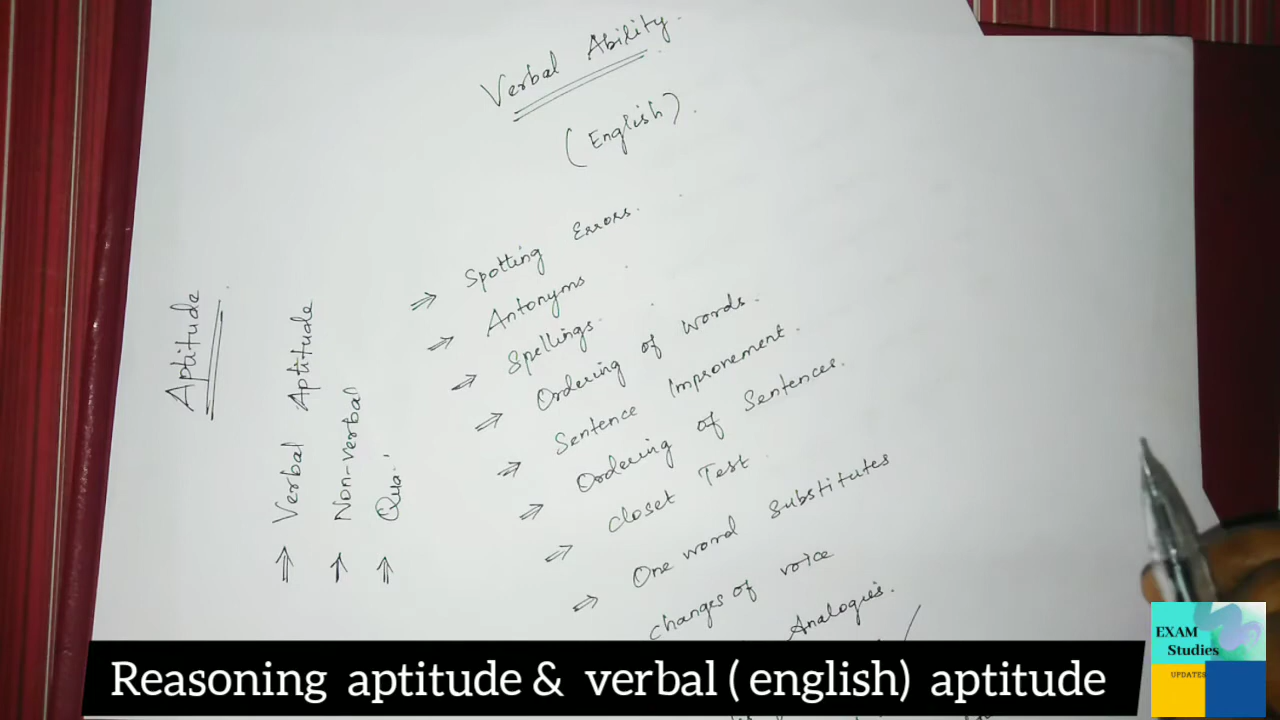 Verbal Ability.
(English).
⇒ Spotting Errors.
⇒ Antonyms
⇒ Spellings.
⇒ Ordering of words.
⇒ Sentence Improvement.
⇒ Ordering of Sentences.
⇒ Closet Test
⇒ One word substitutes
changes of voice
Analogies.
Aptitude
⇒ Verbal Aptitude
⇒ Non-verbal
⇒ Qua.
Reasoning aptitude & verbal ( english) aptitude
EXAM
Studies
UPDATES